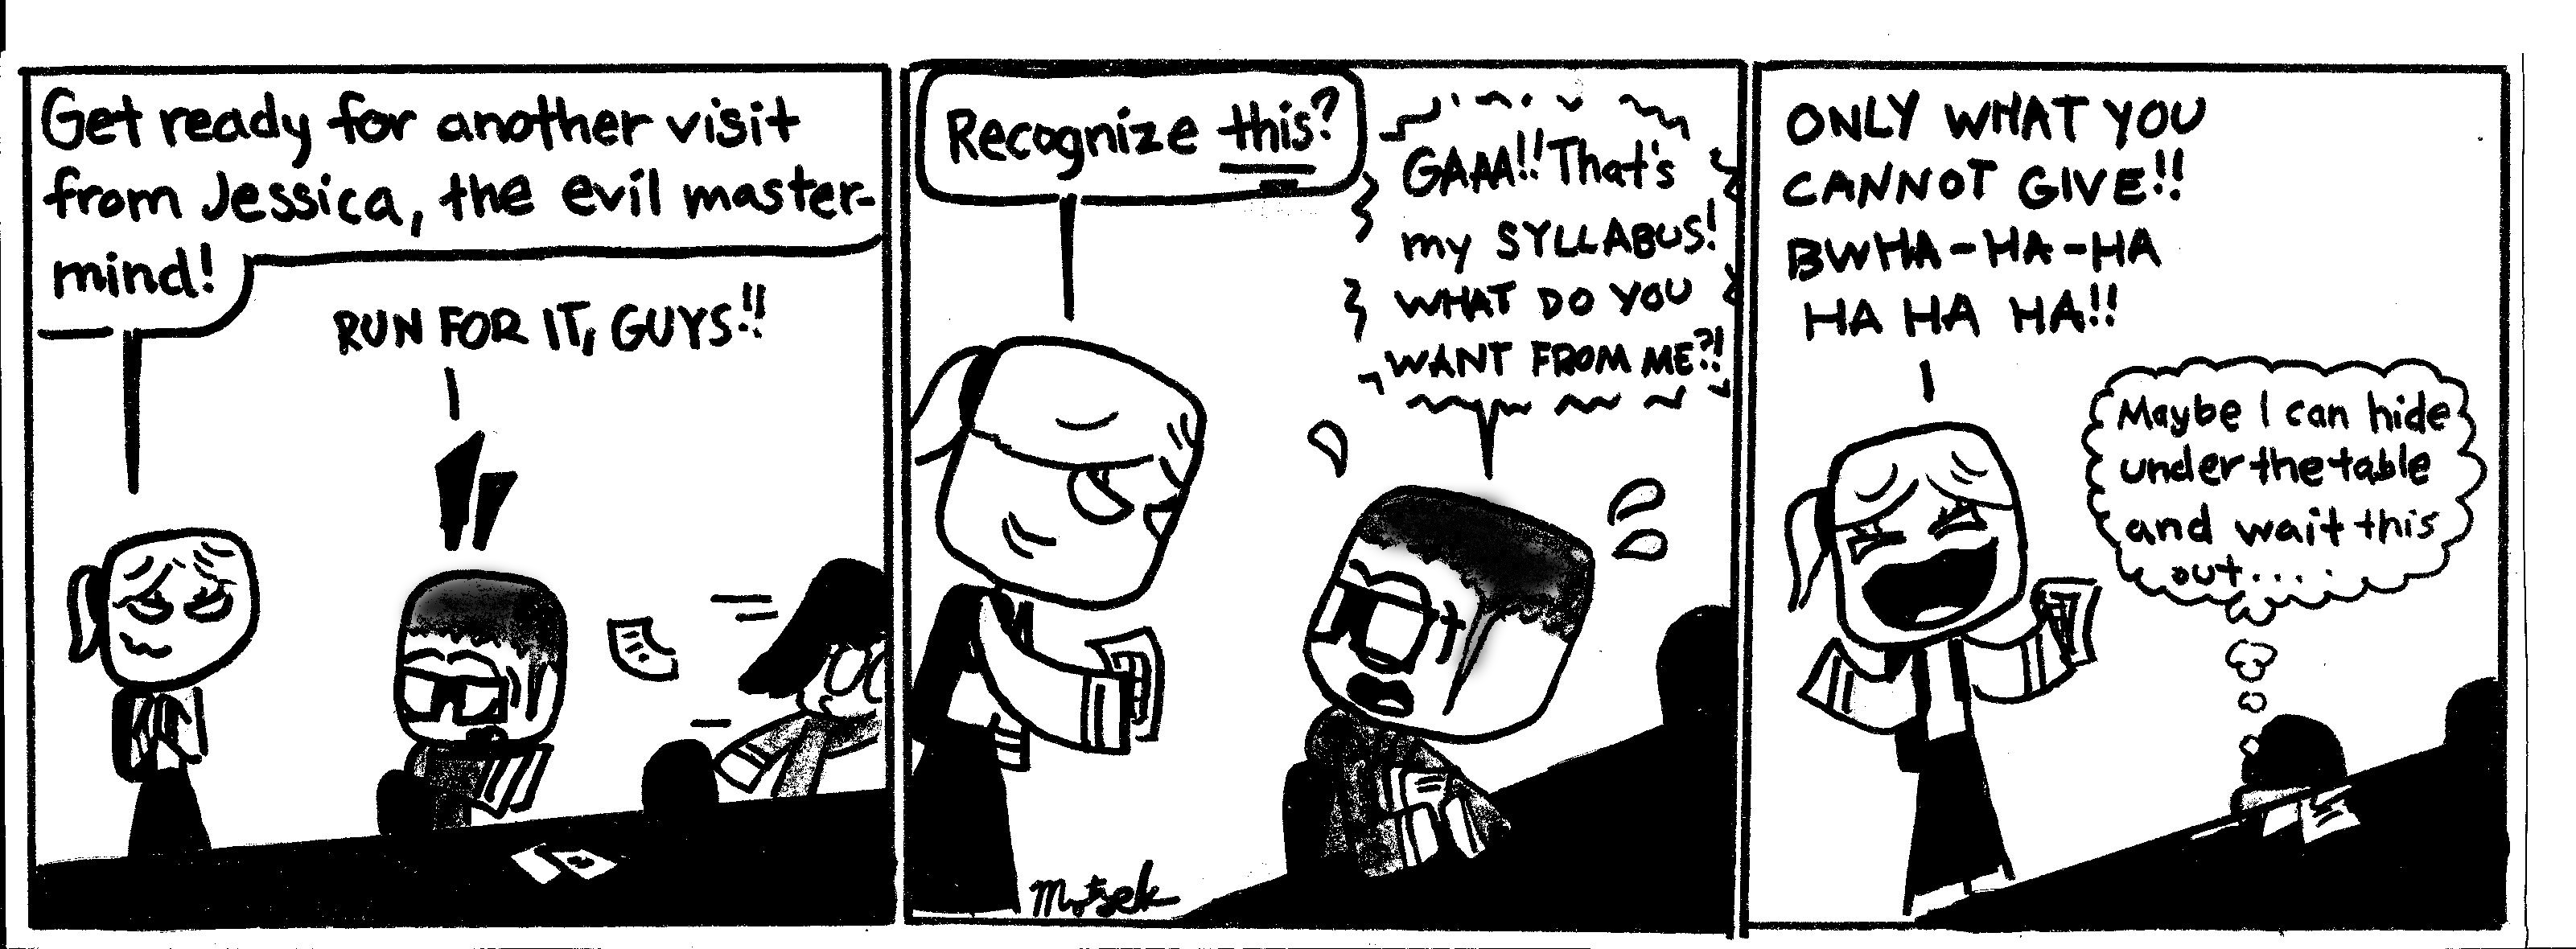 Get ready for another visit
from Jessica, the evil master-
mind!
RUN FOR IT, GUYS!!
Recognize this?
GAAA!! That's
my SYLLABUS!
WHAT DO YOU
WANT FROM ME?!
ONLY WHAT YOU
CANNOT GIVE!!
BWHA-HA-HA
HA HA HA!!
Maybe I can hide
under the table
and wait this
out....